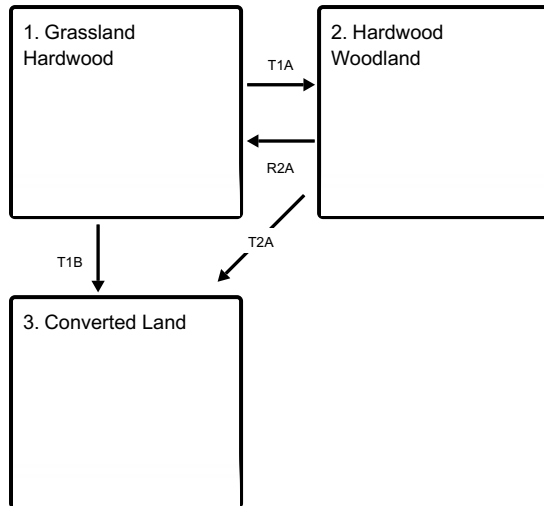 1. Grassland
Hardwood
2. Hardwood
Woodland
T1A
R2A
T2A
T1B
3. Converted Land